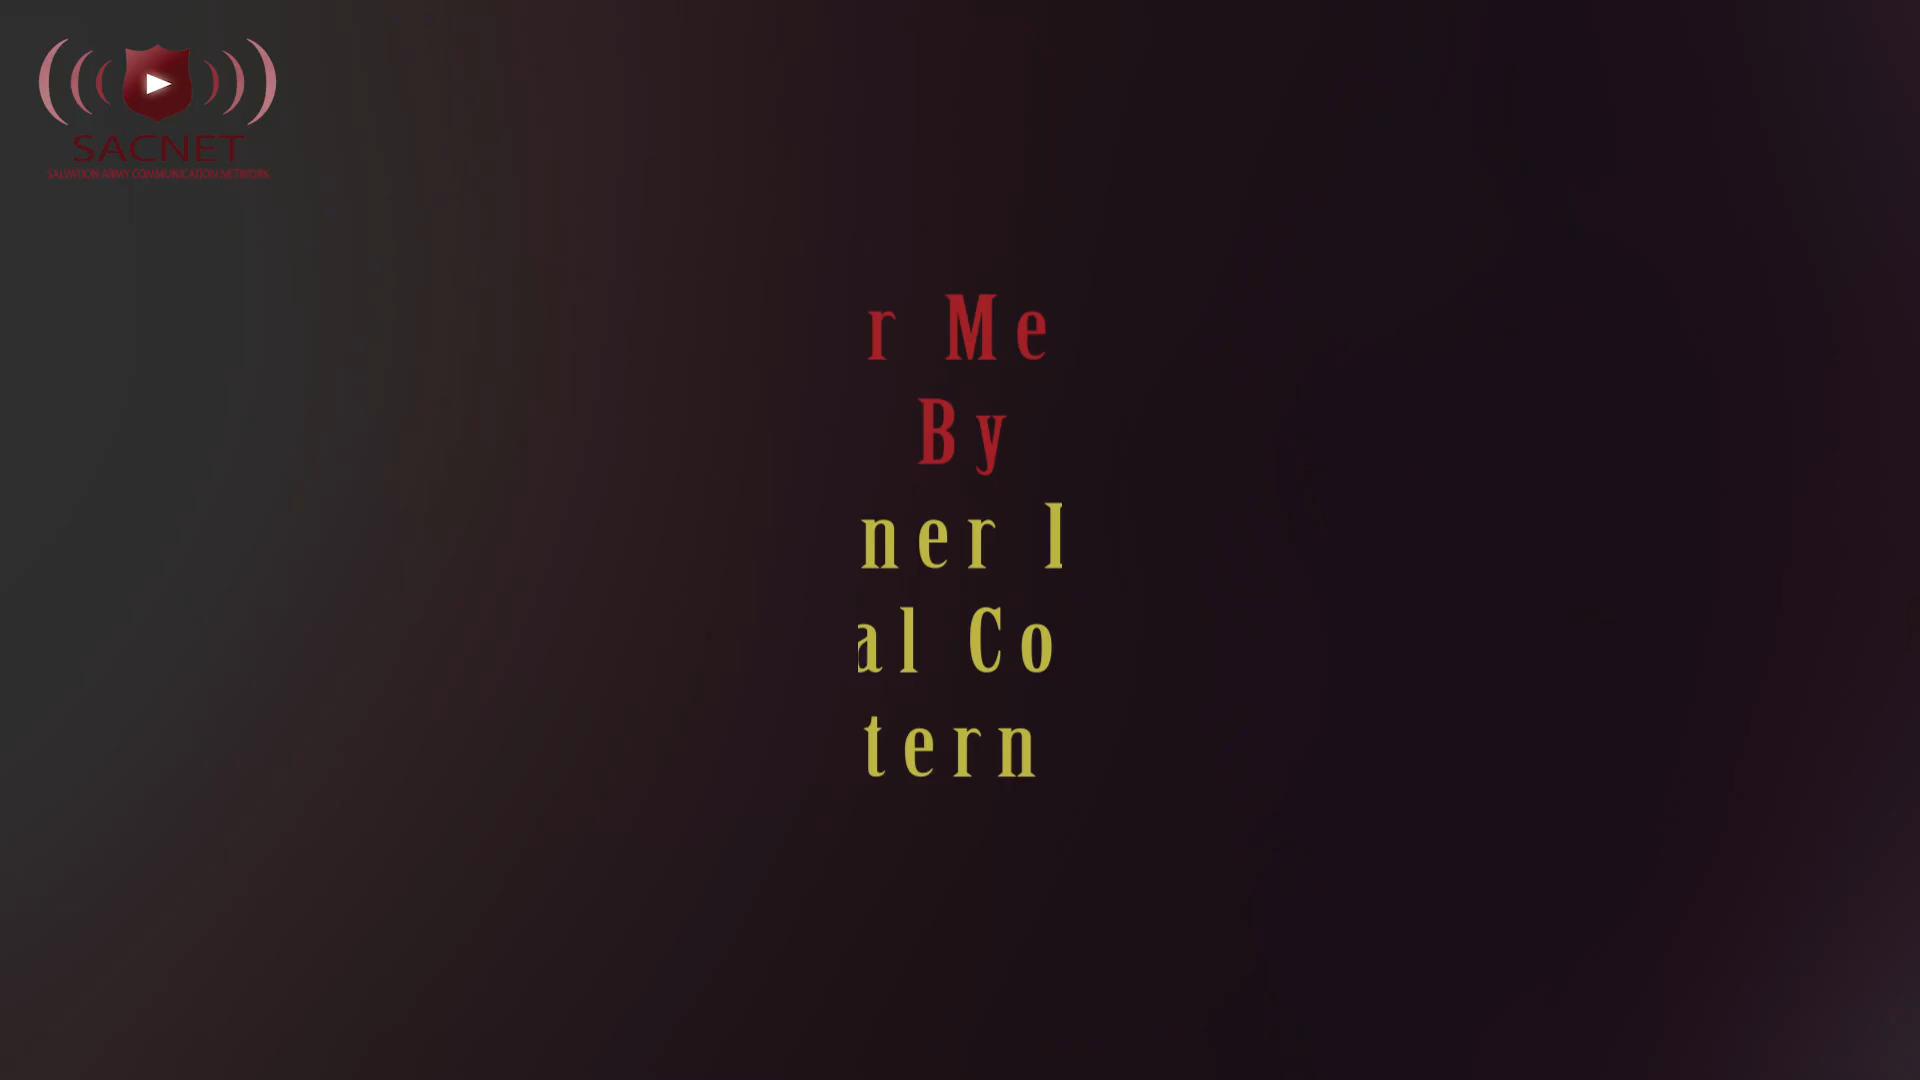 SACNET
SALVATION ARMY COMMUNICATION NETWORK
r Me
By
ner I
al Co
tern